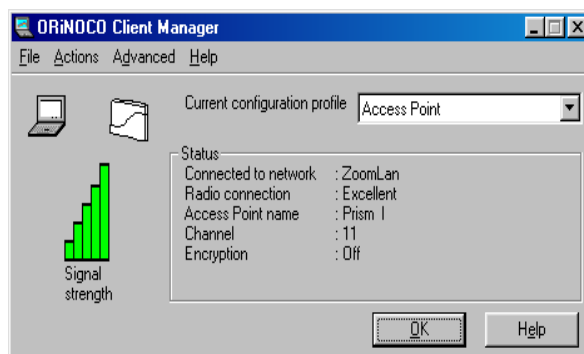 ORiNOCO Client Manager
File Actions Advanced Help
Current configuration profile Access Point
Status
Connected to network : ZoomLan
Radio connection : Excellent
Access Point name : Prism I
Channel : 11
Encryption : Off
Signal
strength
OK Help